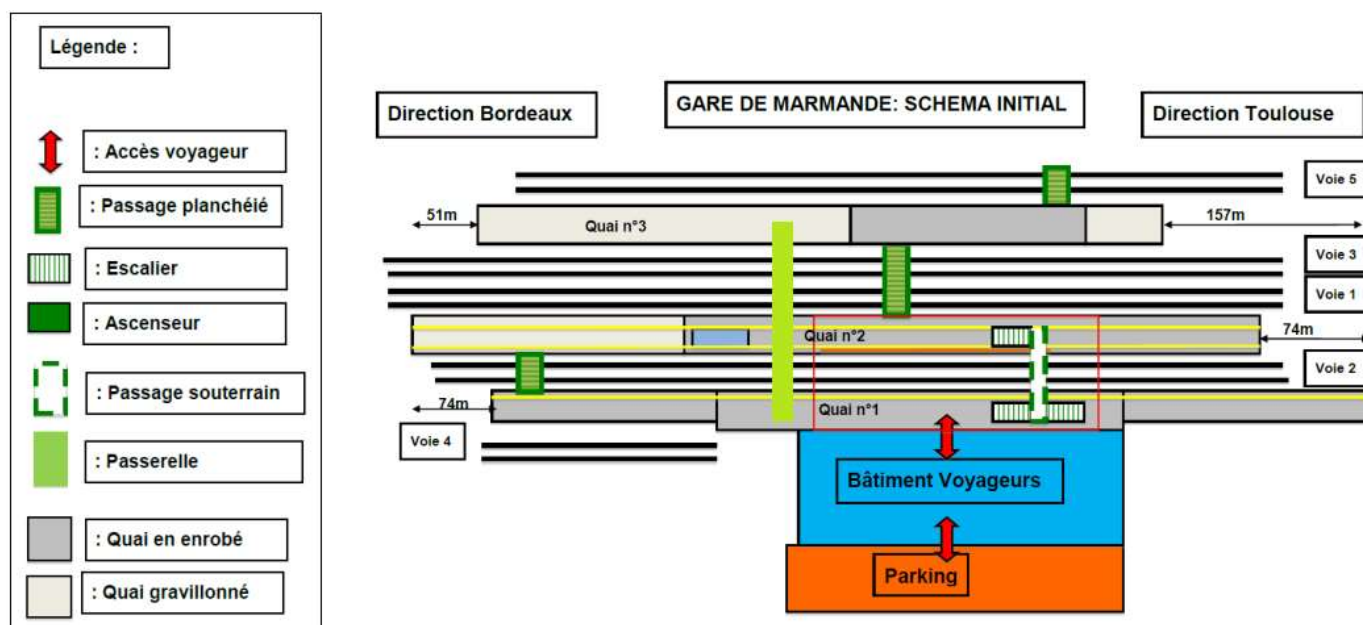 Légende :
: Accès voyageur
: Passage planchéié
: Escalier
: Ascenseur
: Passage souterrain
: Passerelle
: Quai en enrobé
: Quai gravillonné
GARE DE MARMANDE: SCHEMA INITIAL
Direction Bordeaux
Direction Toulouse
Voie 5
51m
Quai n°3
157m
Voie 3
Voie 1
Quai n°2
74m
Voie 2
74m
Quai n°1
Voie 4
Bâtiment Voyageurs
Parking